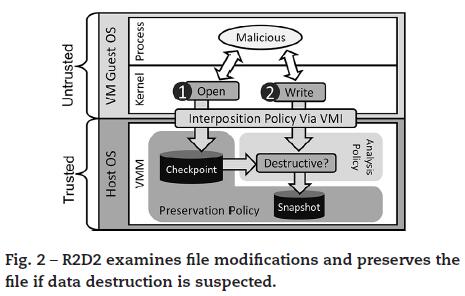 Untrusted
VM Guest OS
Process
Kernel
Malicious
1 Open
2 Write
Interposition Policy Via VMI
Trusted
Host OS
VMM
Checkpoint
Destructive?
Analysis
Policy
Snapshot
Preservation Policy
Fig. 2 – R2D2 examines file modifications and preserves the
file if data destruction is suspected.